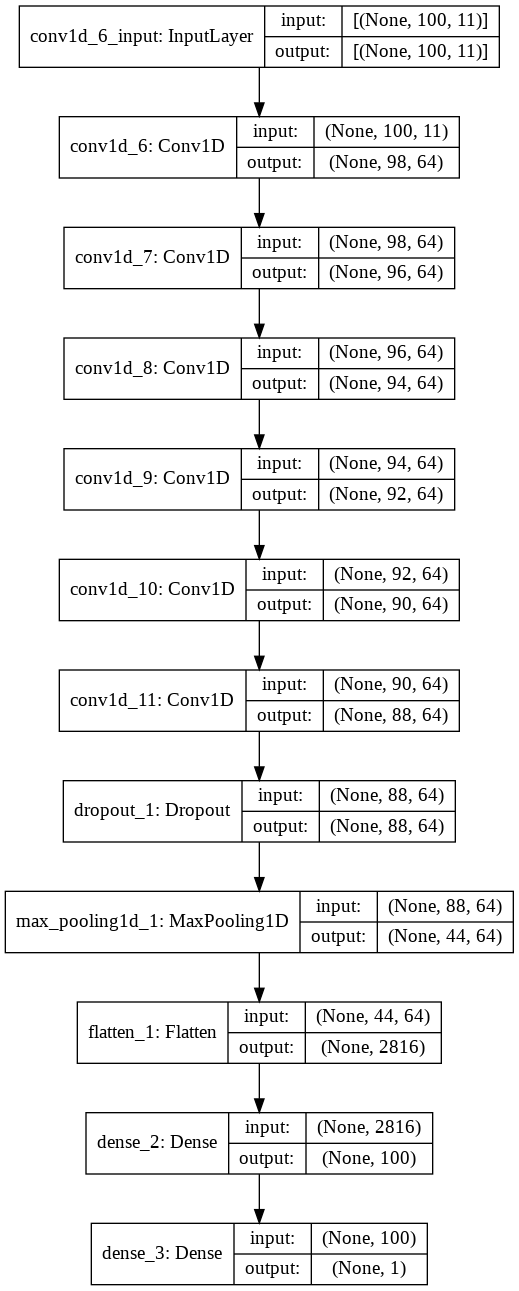 conv1d_6_input: InputLayer
input: [(None, 100, 11)]
output: [(None, 100, 11)]
conv1d_6: Conv1D
input: (None, 100, 11)
output: (None, 98, 64)
conv1d_7: Conv1D
input: (None, 98, 64)
output: (None, 96, 64)
conv1d_8: Conv1D
input: (None, 96, 64)
output: (None, 94, 64)
conv1d_9: Conv1D
input: (None, 94, 64)
output: (None, 92, 64)
conv1d_10: Conv1D
input: (None, 92, 64)
output: (None, 90, 64)
conv1d_11: Conv1D
input: (None, 90, 64)
output: (None, 88, 64)
dropout_1: Dropout
input: (None, 88, 64)
output: (None, 88, 64)
max_pooling1d_1: MaxPooling1D
input: (None, 88, 64)
output: (None, 44, 64)
flatten_1: Flatten
input: (None, 44, 64)
output: (None, 2816)
dense_2: Dense
input: (None, 2816)
output: (None, 100)
dense_3: Dense
input: (None, 100)
output: (None, 1)